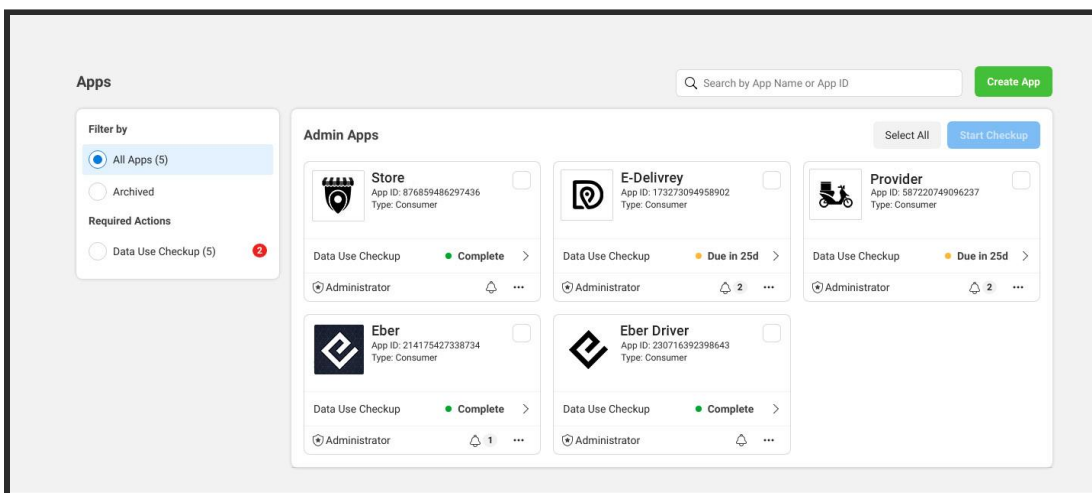 Apps
Search by App Name or App ID
Create App
Filter by
All Apps (5)
Archived
Required Actions
Data Use Checkup (5)
2
Admin Apps
Select All
Start Checkup
Store
App ID: 876859486297436
Type: Consumer
Data Use Checkup
Complete
Administrator
E-Delivrey
App ID: 173273094958902
Type: Consumer
Data Use Checkup
Due in 25d
Administrator
2
Provider
App ID: 587220749096237
Type: Consumer
Data Use Checkup
Due in 25d
Administrator
2
Eber
App ID: 214175427338734
Type: Consumer
Data Use Checkup
Complete
Administrator
1
Eber Driver
App ID: 230716392398643
Type: Consumer
Data Use Checkup
Complete
Administrator